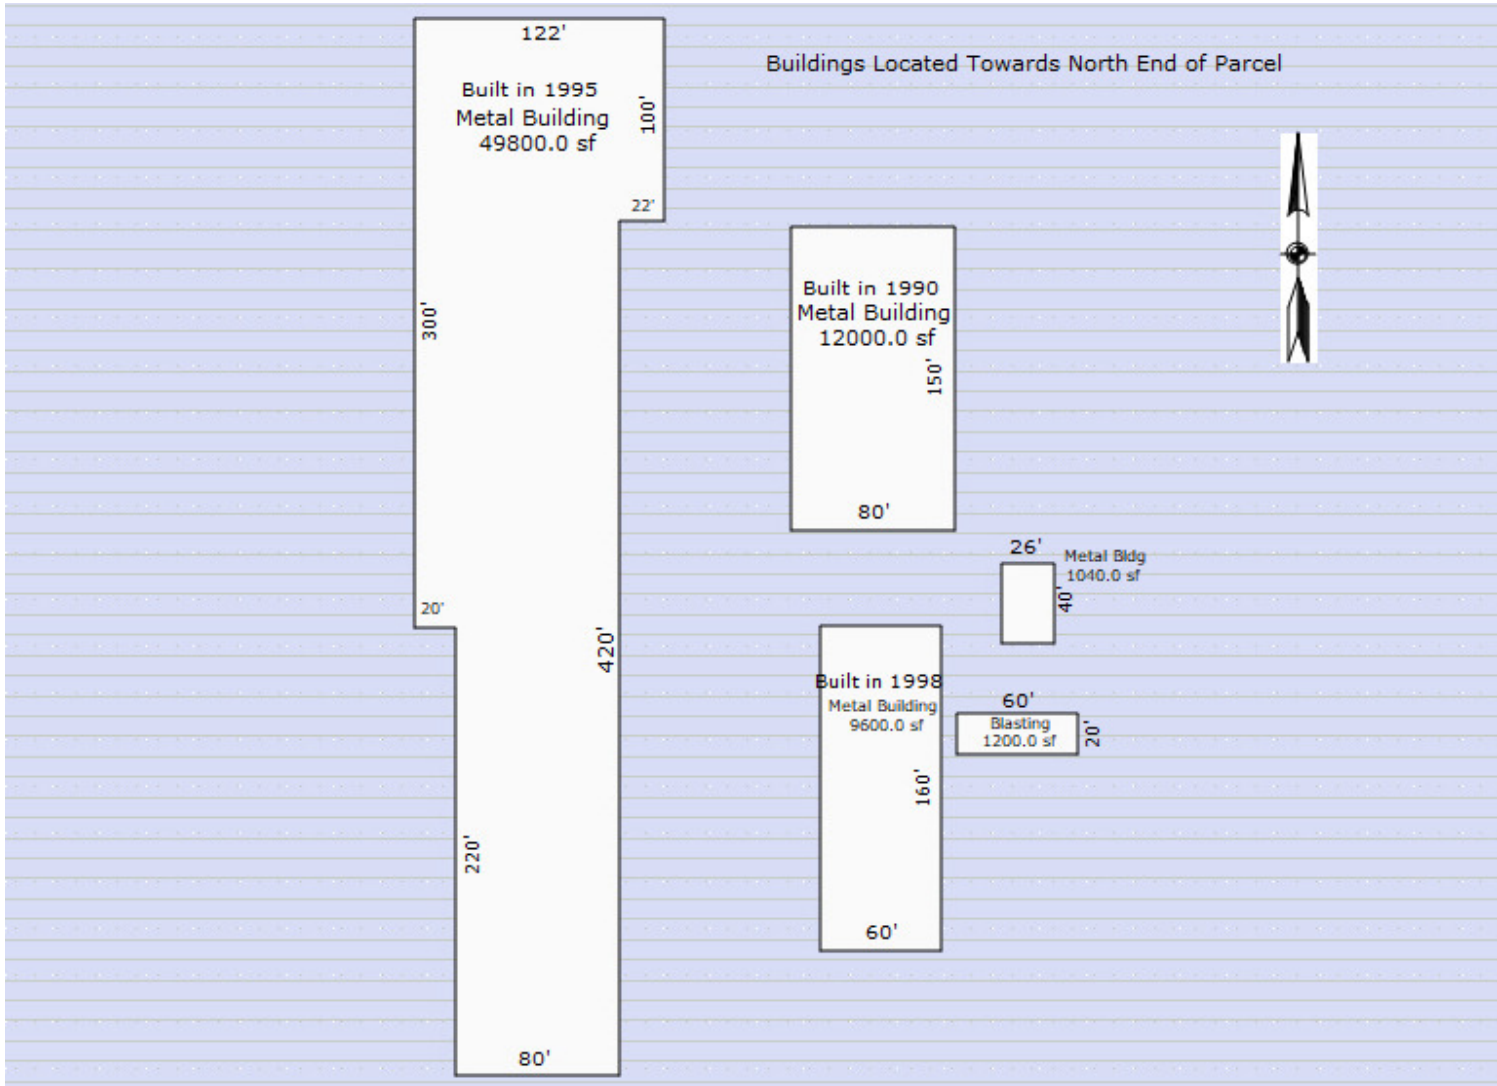 122'
Buildings Located Towards North End of Parcel
Built in 1995
Metal Building
49800.0 sf
100'
22'
300'
20'
420'
220'
80'
Built in 1990
Metal Building
12000.0 sf
150'
80'
26'
Metal Bldg
1040.0 sf
40'
Built in 1998
Metal Building
9600.0 sf
160'
60'
60'
Blasting
1200.0 sf
20'